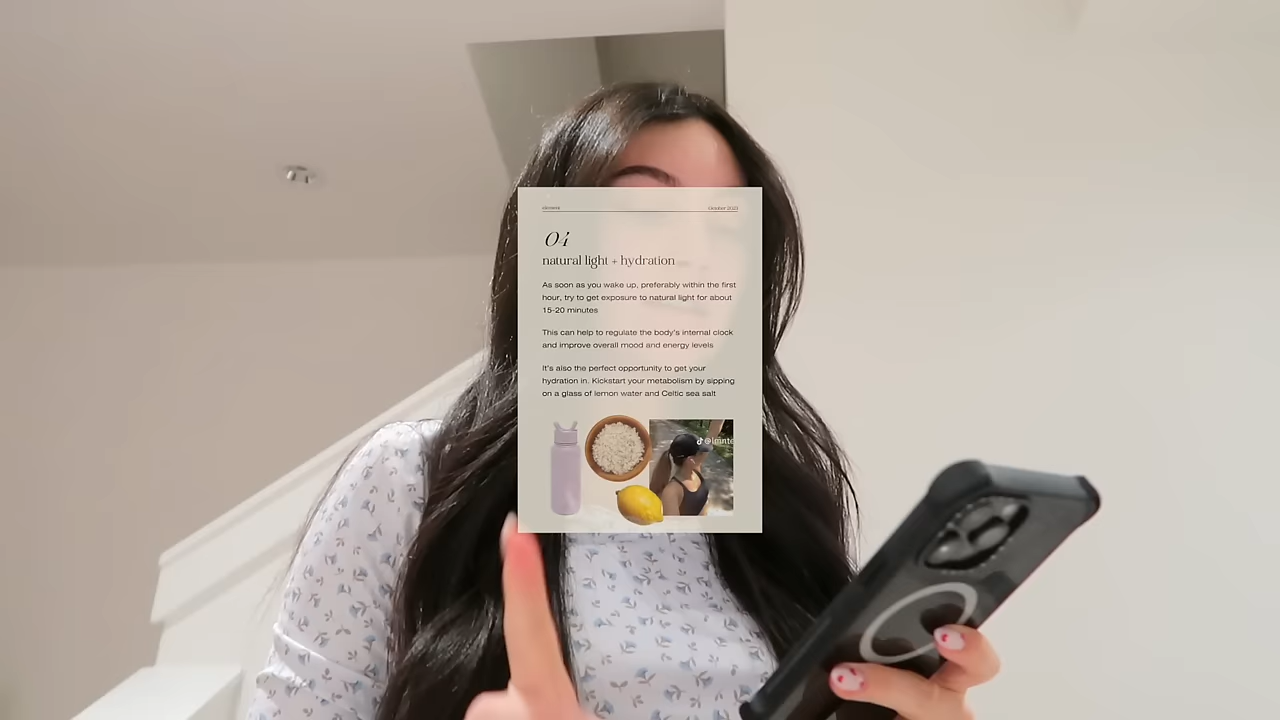 October 2023
04
natural light + hydration
As soon as you wake up, preferably within the first
hour, try to get exposure to natural light for about
15-20 minutes
This can help to regulate the body's internal clock
and improve overall mood and energy levels
It's also the perfect opportunity to get your
hydration in. Kickstart your metabolism by sipping
on a glass of lemon water and Celtic sea salt
@lmnte